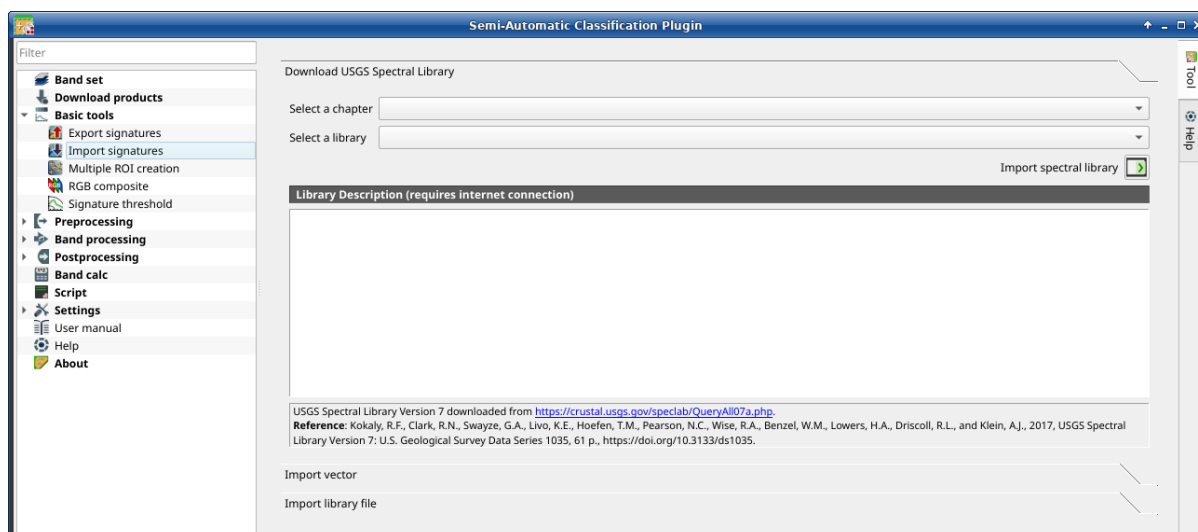 Semi-Automatic Classification Plugin
Filter
Band set
Download products
Basic tools
Export signatures
Import signatures
Multiple ROI creation
RGB composite
Signature threshold
Preprocessing
Band processing
Postprocessing
Band calc
Script
Settings
User manual
Help
About
Download USGS Spectral Library
Select a chapter
Select a library
Import spectral library
Library Description (requires internet connection)
USGS Spectral Library Version 7 downloaded from https://crustal.usgs.gov/speclab/QueryAll07a.php.
Reference: Kokaly, R.F., Clark, R.N., Swayze, G.A., Livo, K.E., Hoefen, T.M., Pearson, N.C., Wise, R.A., Benzel, W.M., Lowers, H.A., Driscoll, R.L., and Klein, A.J., 2017, USGS Spectral
Library Version 7: U.S. Geological Survey Data Series 1035, 61 p., https://doi.org/10.3133/ds1035.
Import vector
Import library file
Tool
Help